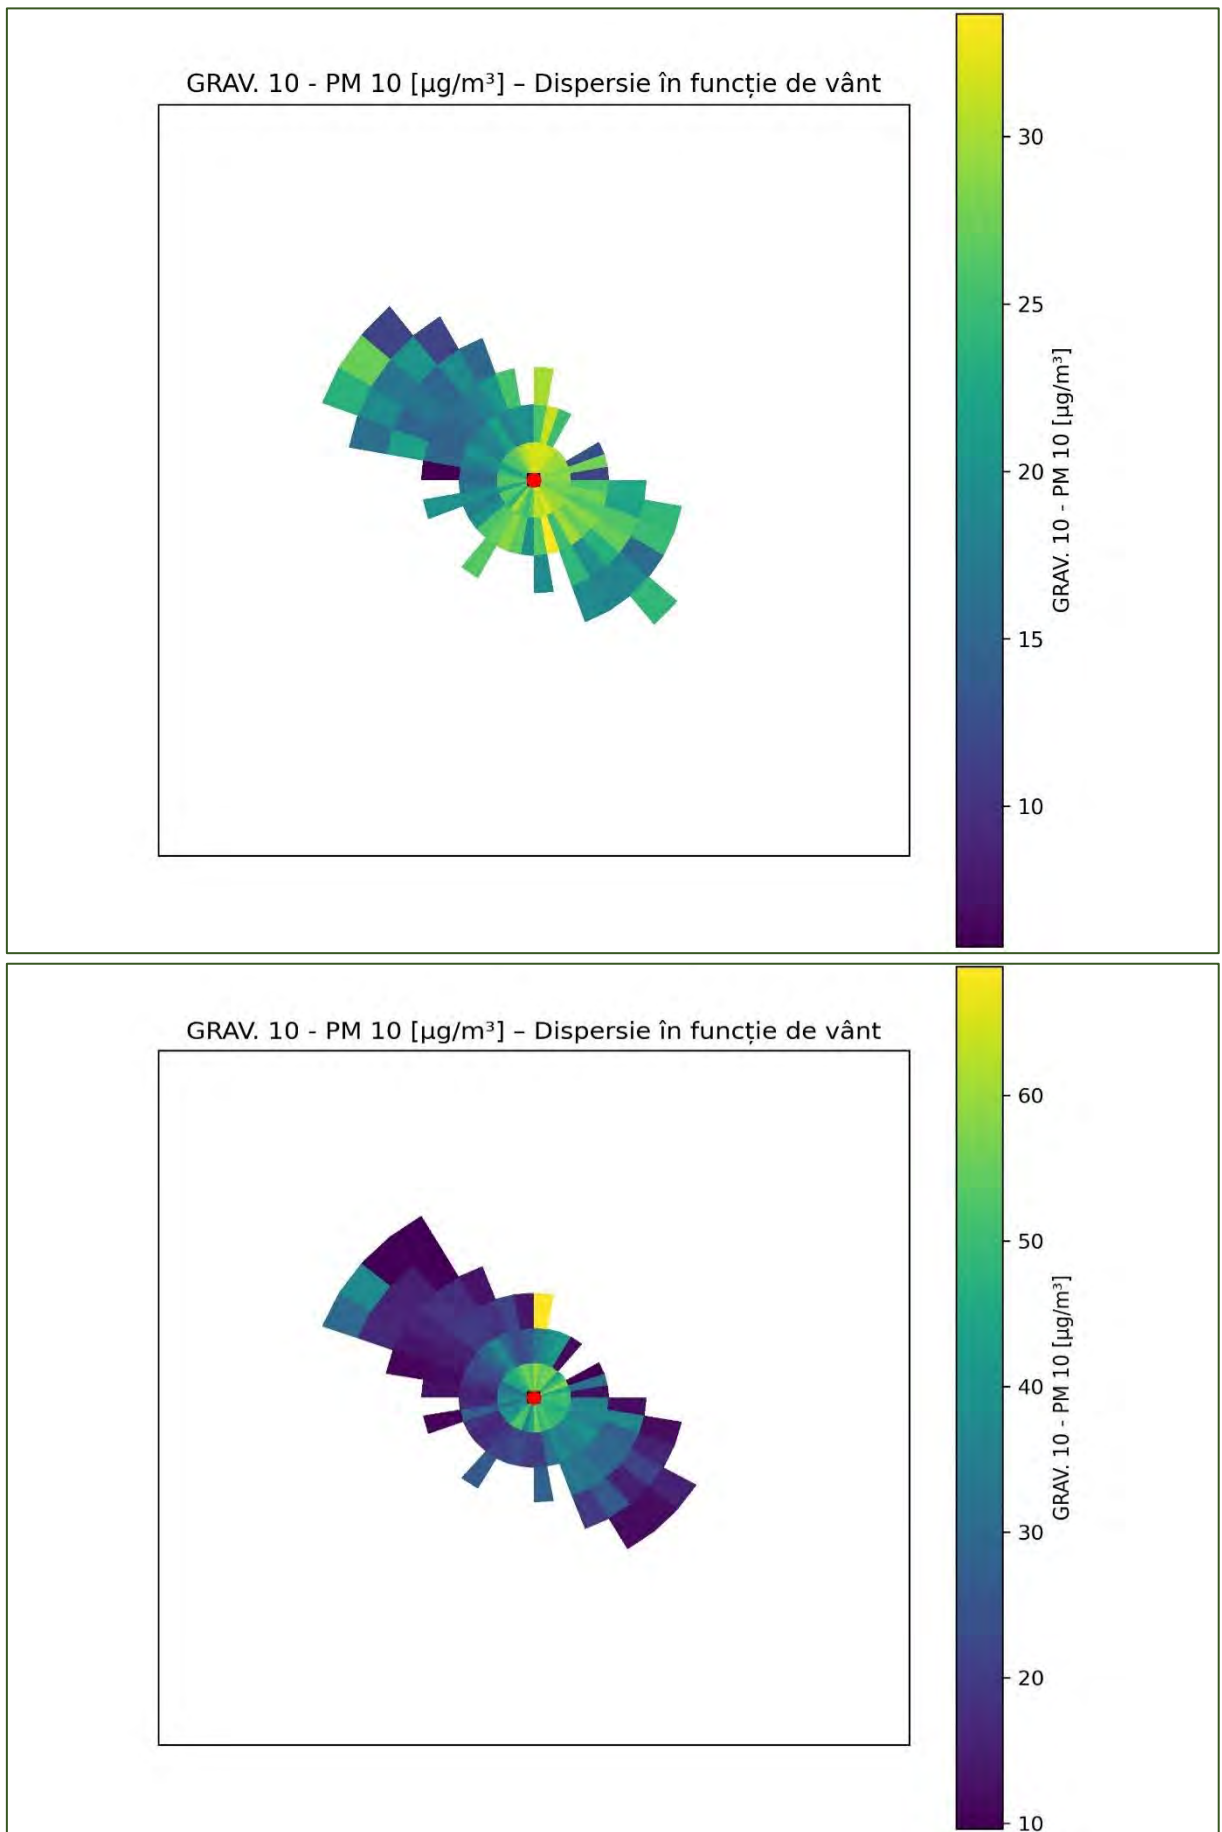 GRAV. 10 - PM 10 [µg/m³] – Dispersie în funcție de vânt
30
25
20
15
10
GRAV. 10 - PM 10 [µg/m³]
GRAV. 10 - PM 10 [µg/m³] – Dispersie în funcție de vânt
60
50
40
30
20
10
GRAV. 10 - PM 10 [µg/m³]